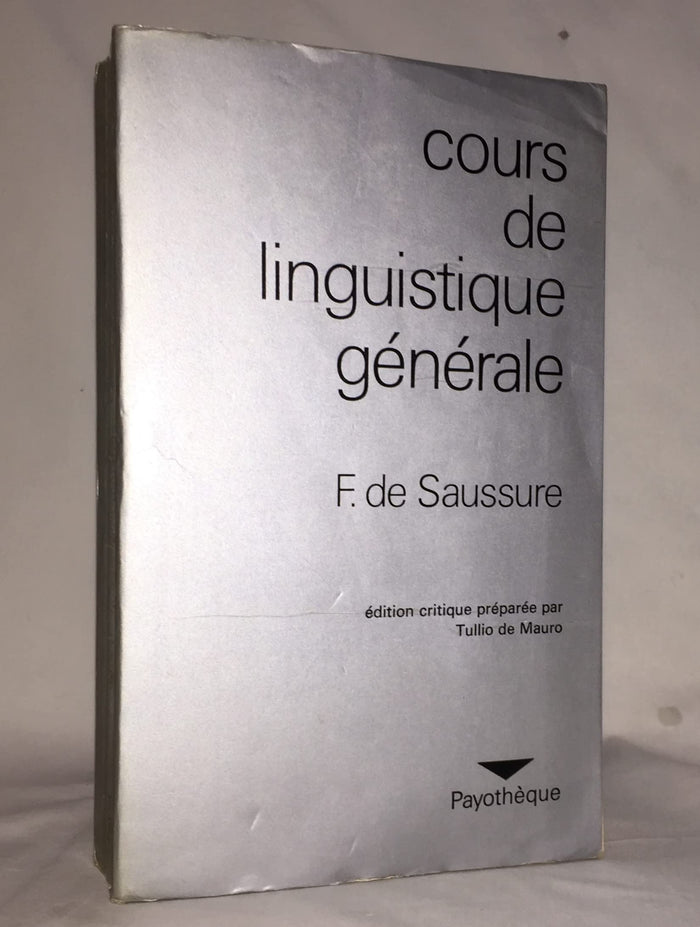 cours
de
linguistique
générale
F. de Saussure
édition critique préparée par
Tullio de Mauro
Payothèque